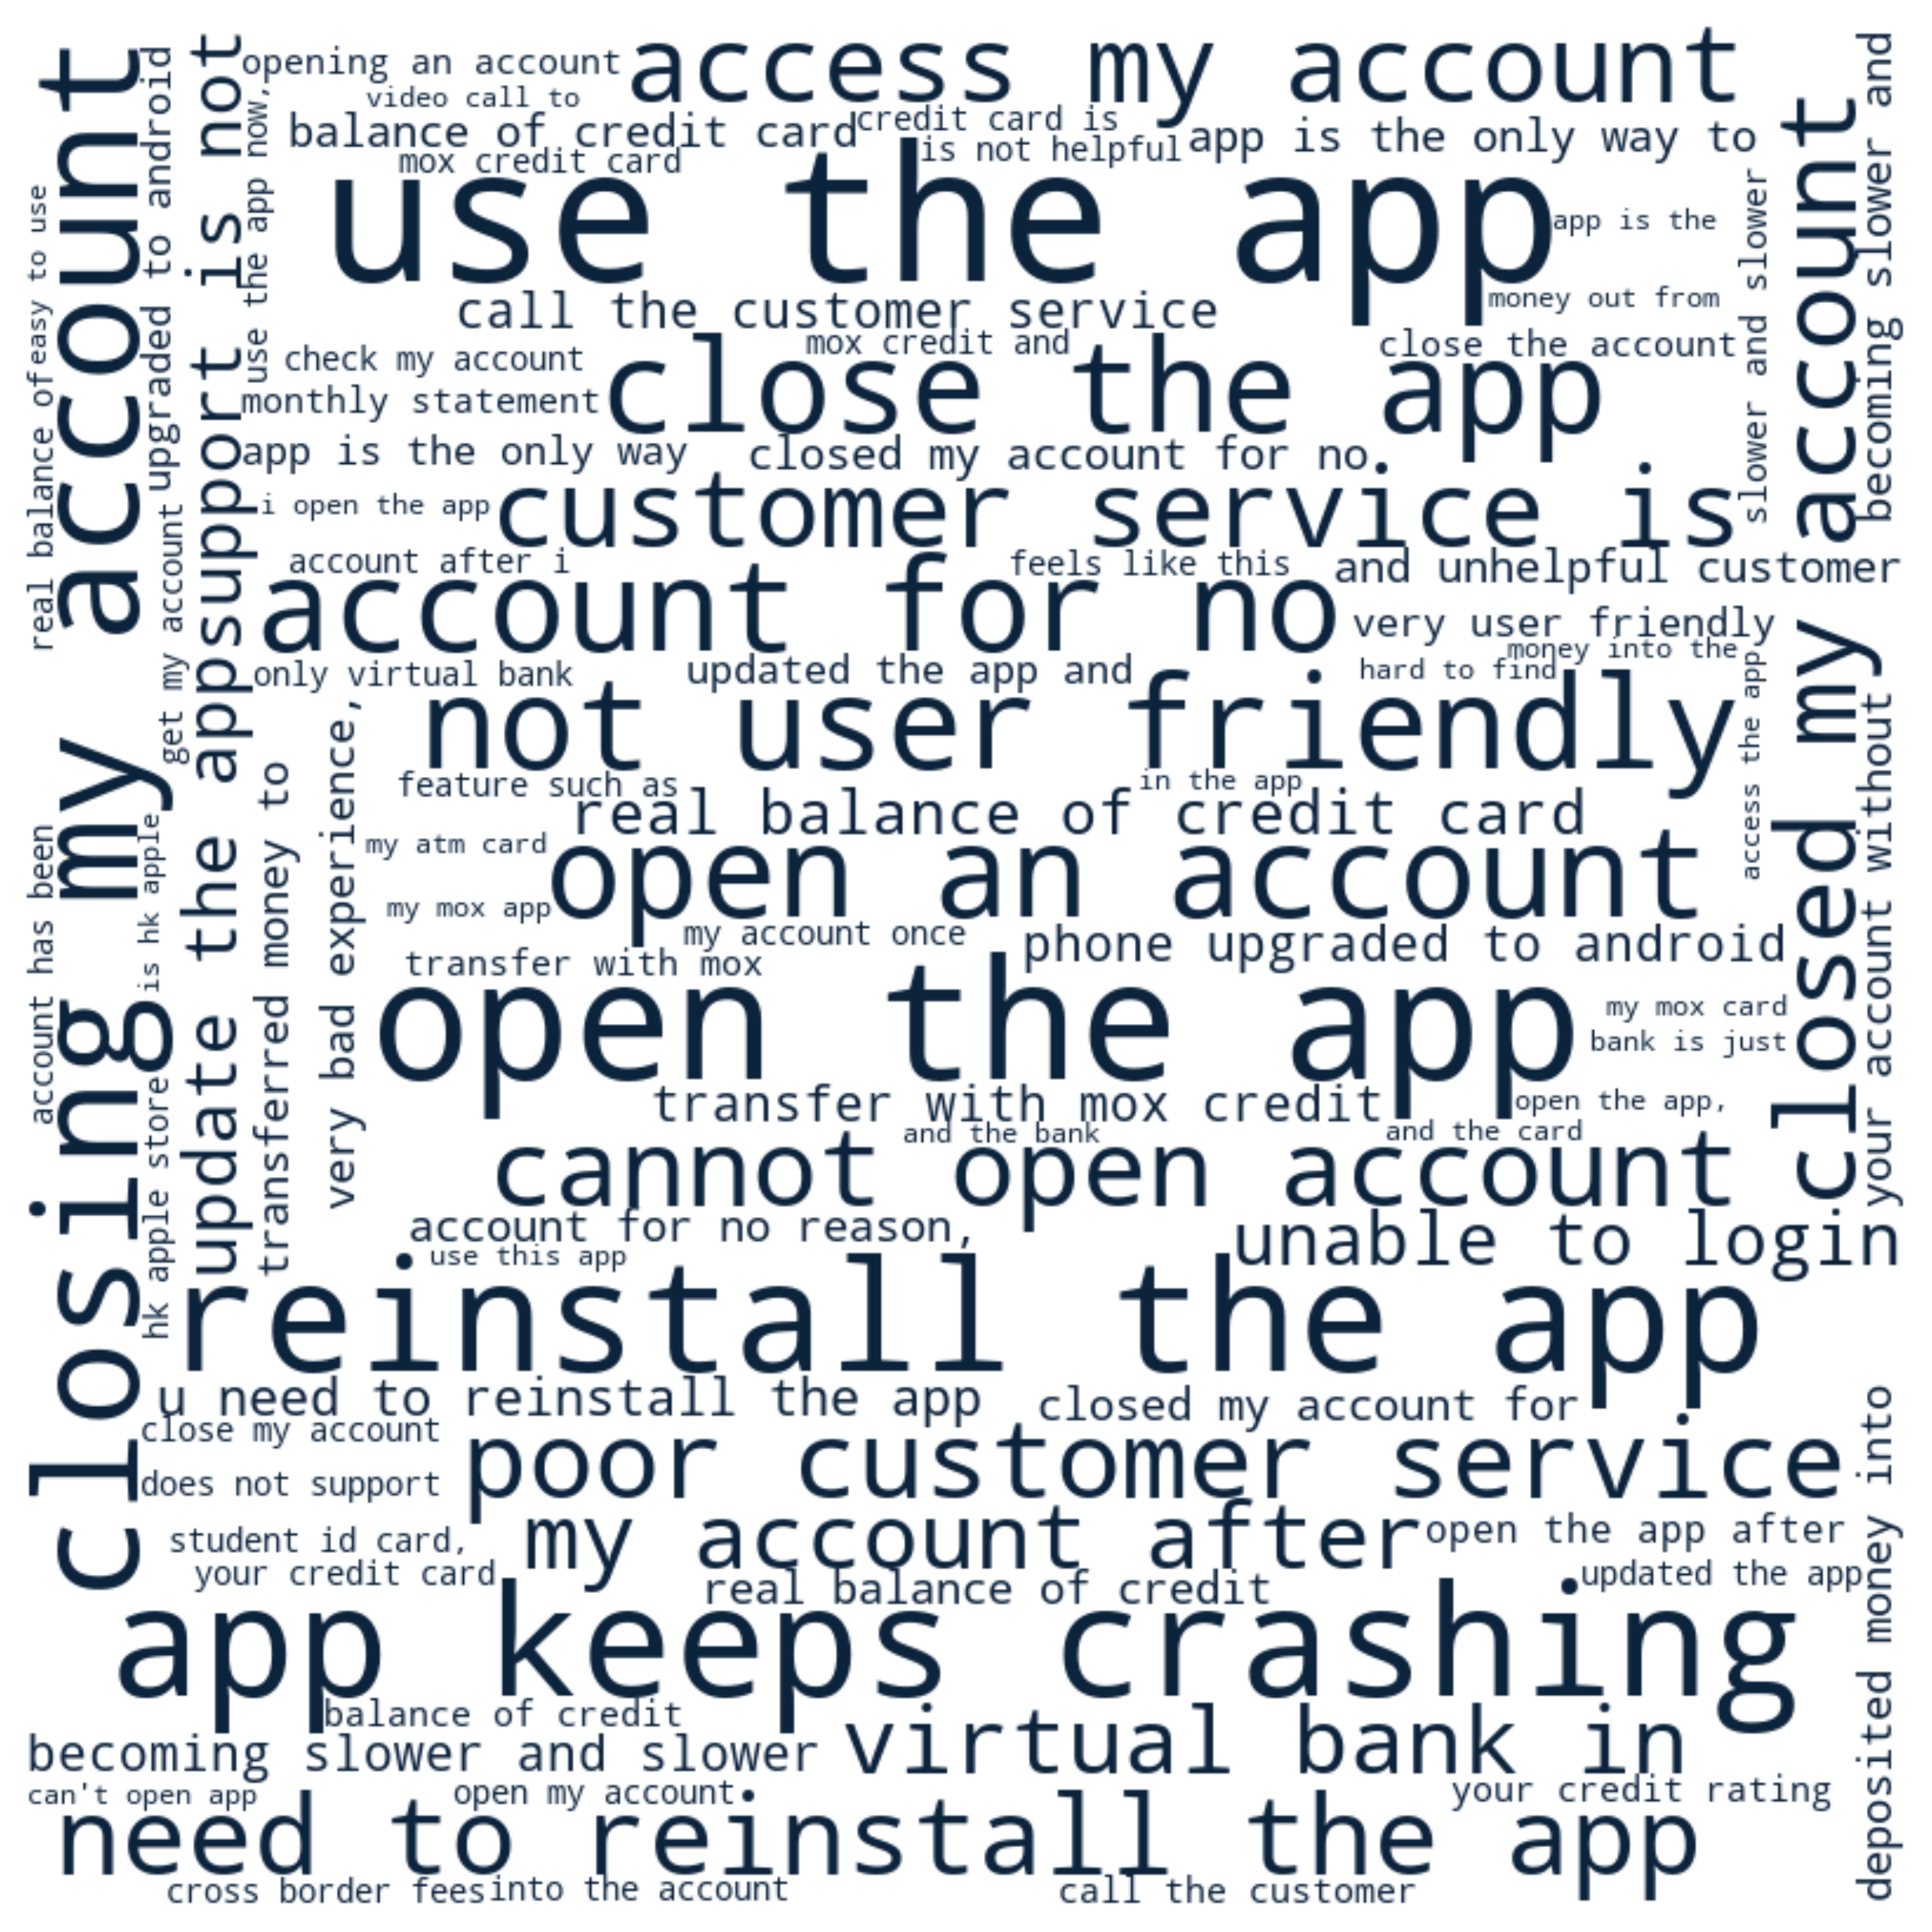 opening an account
access my account
video call to
balance of credit card
credit card is
mox credit card
is not helpful
app is the only way to
use the app
app is the
call the customer service
money out from
mox credit and
check my account
close the app
close the account
monthly statement
app is the only way
closed my account for no
i open the app
customer service is
account after i
feels like this
and unhelpful customer
account for no
very user friendly
money into the
only virtual bank
updated the app and
hard to find
not user friendly
feature such as
in the app
real balance of credit card
my atm card
open an account
my mox app
my account once
phone upgraded to android
transfer with mox
open the app
my mox card
bank is just
transfer with mox credit
open the app,
and the bank
and the card
cannot open account
account for no reason,
unable to login
use this app
reinstall the app
u need to reinstall the app
closed my account for
close my account
poor customer service
does not support
my account after
open the app after
student id card,
your credit card
real balance of credit
updated the app
app keeps crashing
balance of credit
becoming slower and slower
virtual bank in
can't open app
open my account
your credit rating
need to reinstall the app
cross border fees
into the account
call the customer
easy to use
real balance of
account has been
closing my account
upgraded to android
get my account
is hk apple
hk apple store
support is not
update the app
use the app now,
transferred money to
very bad experience,
slower and slower
access the app
closed my account
becoming slower and
your account without
deposited money into